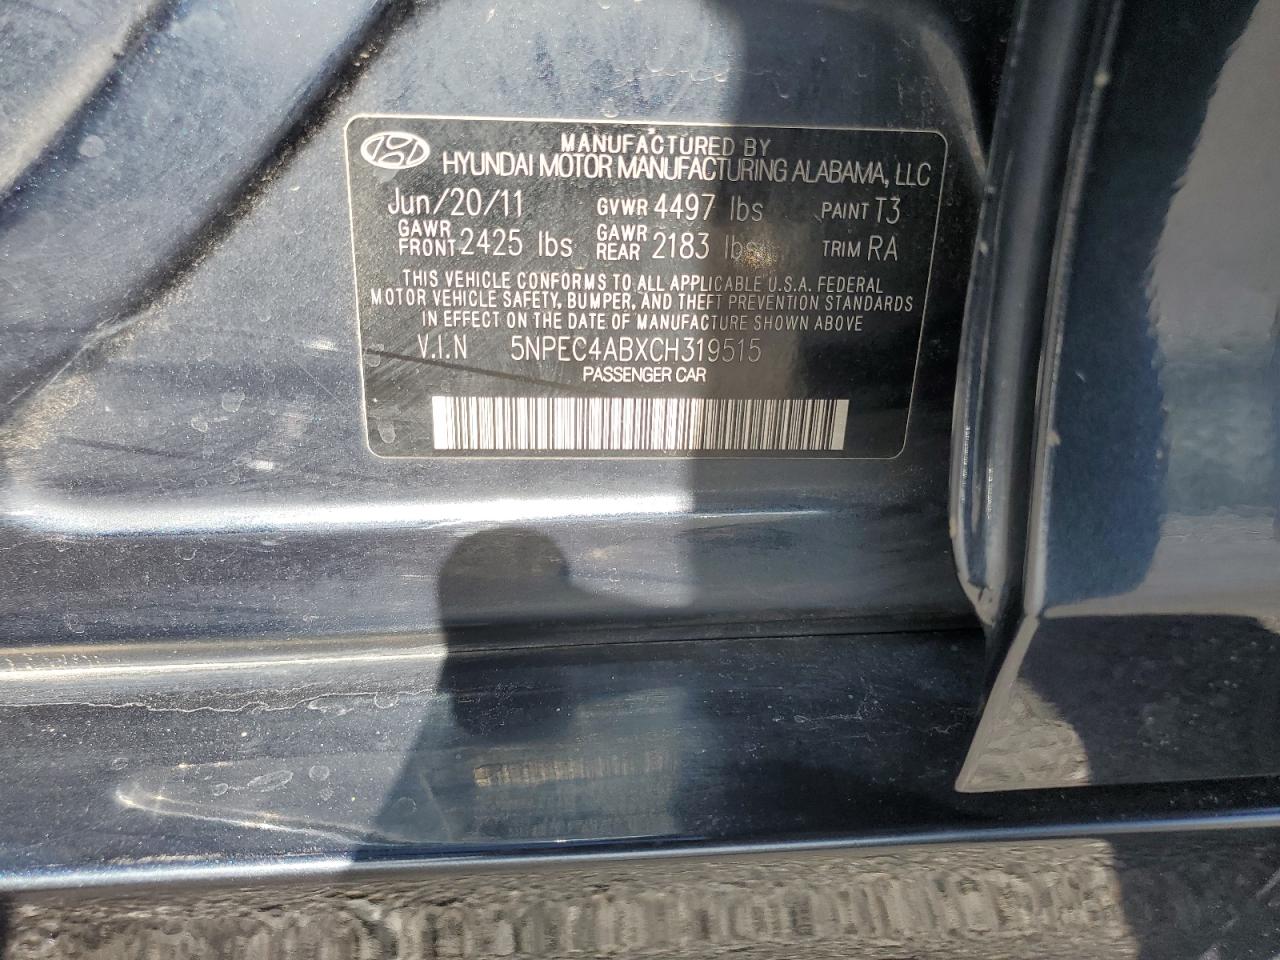 MANUFACTURED BY
HYUNDAI MOTOR MANUFACTURING ALABAMA, LLC
Jun/20/11 GVWR 4497 lbs PAINT T3
GAWR FRONT 2425 lbs GAWR REAR 2183 lbs TRIM RA
THIS VEHICLE CONFORMS TO ALL APPLICABLE U.S.A. FEDERAL
MOTOR VEHICLE SAFETY, BUMPER, AND THEFT PREVENTION STANDARDS
IN EFFECT ON THE DATE OF MANUFACTURE SHOWN ABOVE
V.I.N 5NPEC4ABXCH319515
PASSENGER CAR